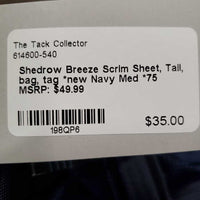 The Tack Collector
614600-540
Shedrow Breeze Scrim Sheet, Tail,
bag, tag *new Navy Med *75
MSRP: $49.99
198QP6
$35.00